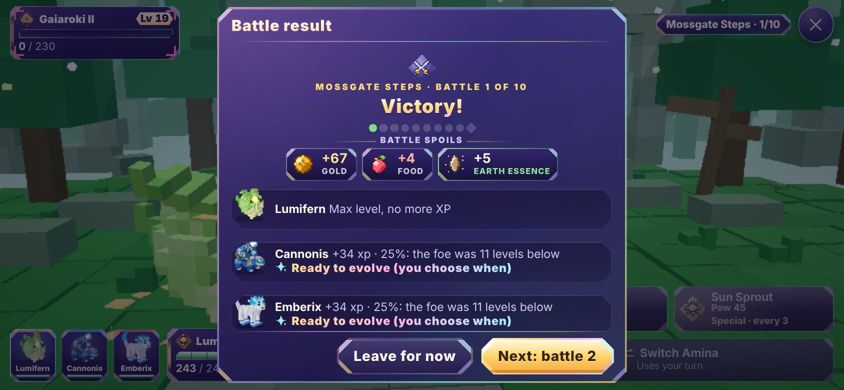 Gaiaroki II
Lv 19
0 / 230
Battle result
Mossgate Steps · 1/10
MOSSGATE STEPS · BATTLE 1 OF 10
Victory!
BATTLE SPOILS
+67
GOLD
+4
FOOD
+5
EARTH ESSENCE
Lumifern Max level, no more XP
Cannonis +34 xp · 25%: the foe was 11 levels below
Ready to evolve (you choose when)
Emberix +34 xp · 25%: the foe was 11 levels below
Ready to evolve (you choose when)
Leave for now
Next: battle 2
Lumifern
Cannonis
Emberix
Lum
243 / 24
Sun Sprout
Pow 45
Special · every 3
Switch Amina
Uses your turn